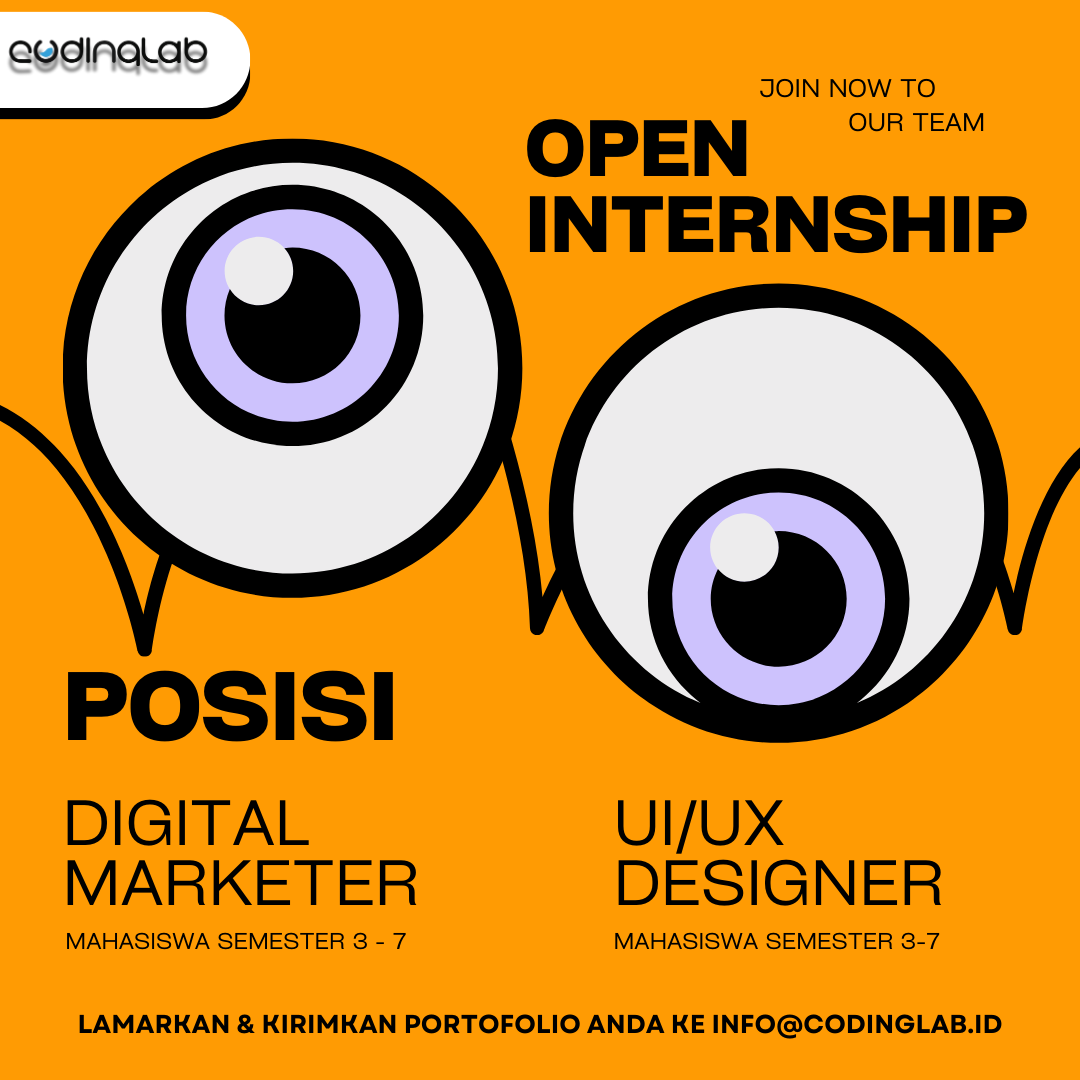 codingLab
JOIN NOW TO
OUR TEAM
OPEN
INTERNSHIP
POSISI
DIGITAL
MARKETER
MAHASISWA SEMESTER 3 - 7
UI/UX
DESIGNER
MAHASISWA SEMESTER 3-7
LAMARKAN & KIRIMKAN PORTOFOLIO ANDA KE INFO@CODINGLAB.ID